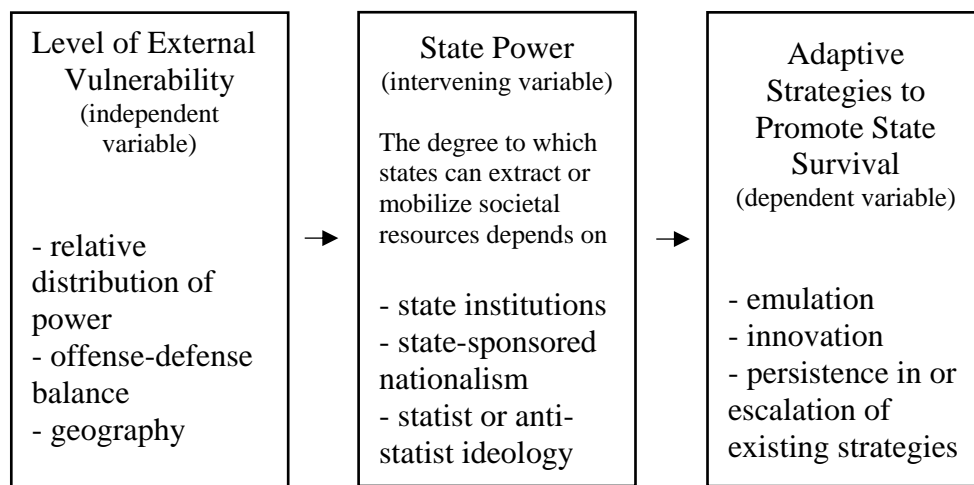 Level of External
Vulnerability
(independent
variable)
- relative
distribution of
power
- offense-defense
balance
- geography
State Power
(intervening variable)
The degree to which
states can extract or
mobilize societal
resources depends on
- state institutions
- state-sponsored
nationalism
- statist or anti-
statist ideology
Adaptive
Strategies to
Promote State
Survival
(dependent variable)
- emulation
- innovation
- persistence in or
escalation of
existing strategies